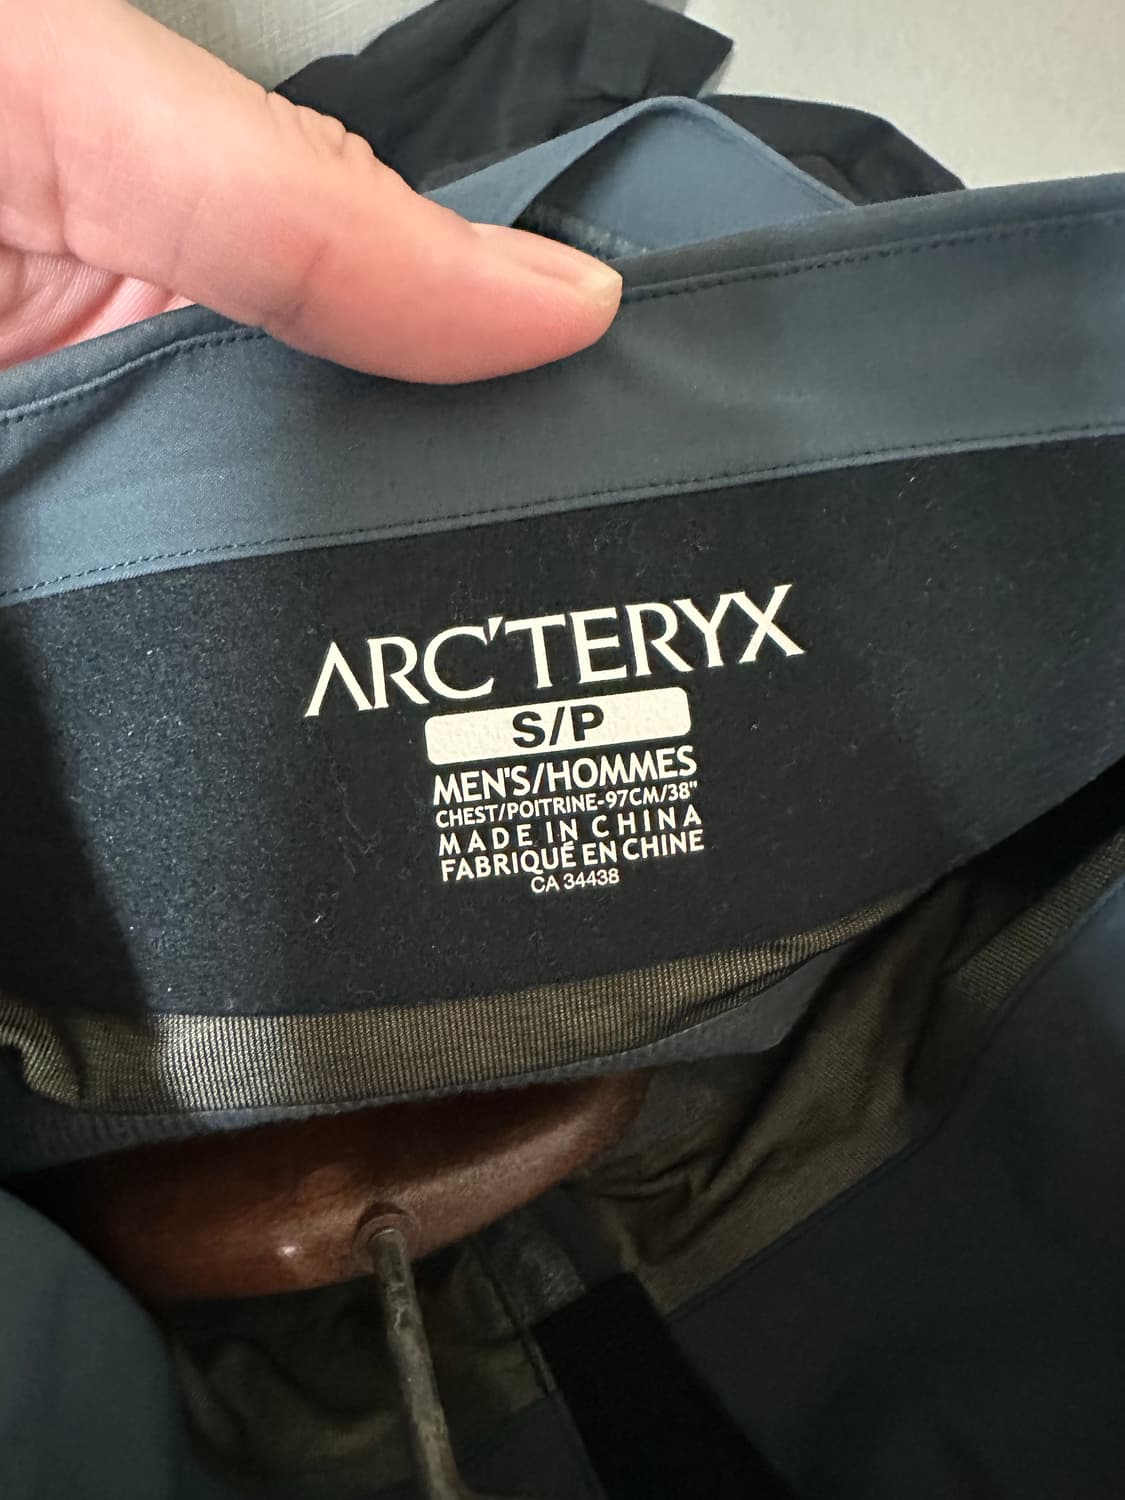 ARC'TERYX
S/P
MEN'S/HOMMES
CHEST/POITRINE-97CM/38"
MADE IN CHINA
FABRIQUÉ EN CHINE
CA 34438